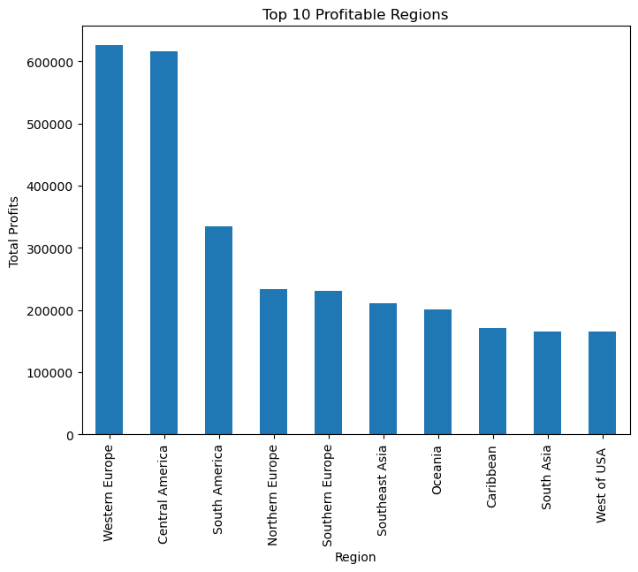 Top 10 Profitable Regions
600000
500000
400000
300000
200000
100000
0
Total Profits
Western Europe
Central America
South America
Northern Europe
Southern Europe
Southeast Asia
Oceania
Caribbean
South Asia
West of USA
Region